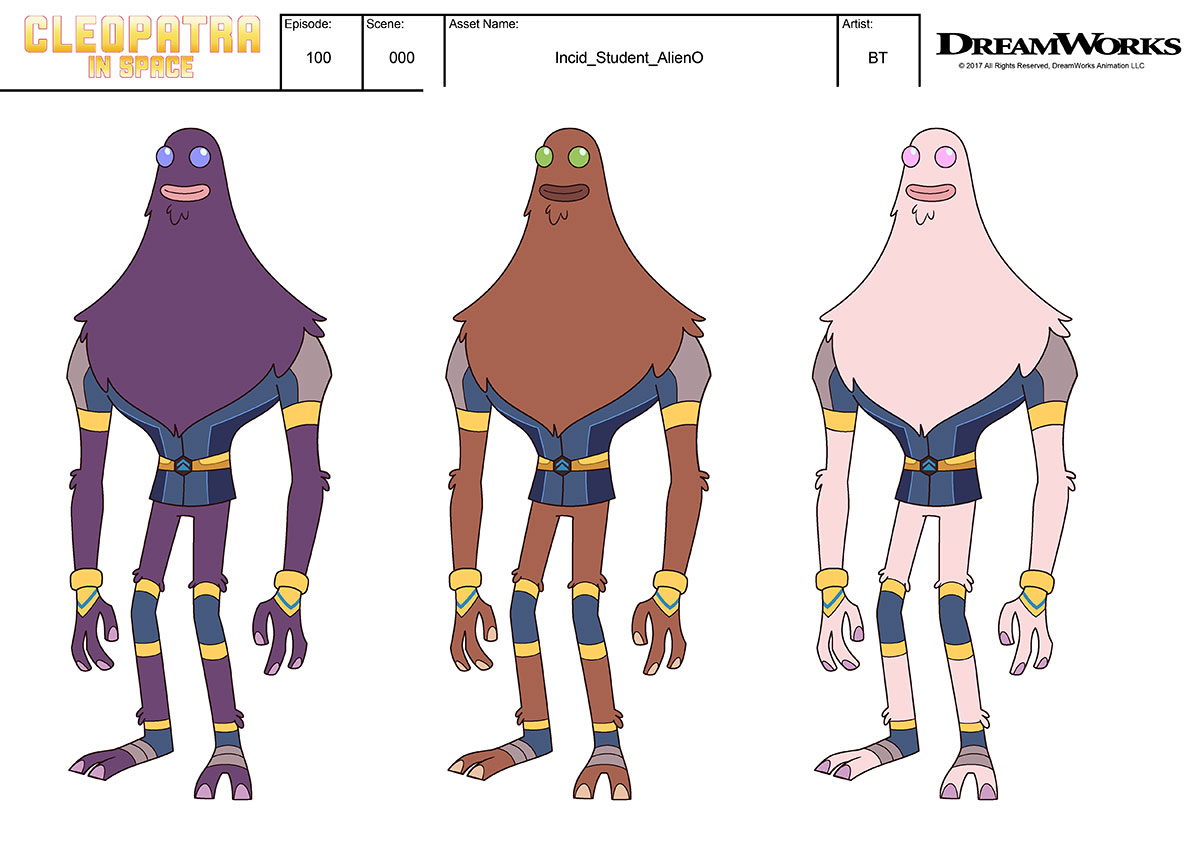 CLEOPATRA
IN SPACE
Episode:
100
Scene:
000
Asset Name:
Incid_Student_AlienO
Artist:
BT
DREAMWORKS
© 2017 All Rights Reserved, DreamWorks Animation LLC